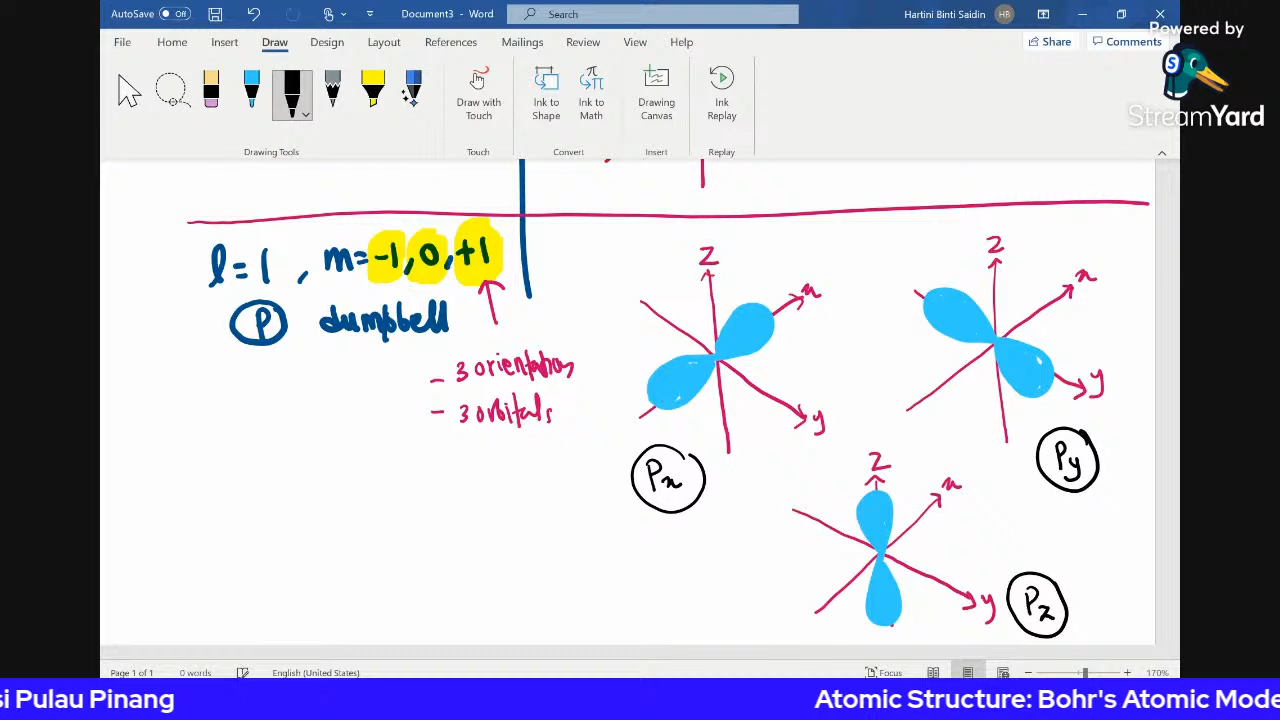 AutoSave Off
Document3 - Word
Search
Hartini Binti Saidin HB
Powered by
StreamYard
File Home Insert Draw Design Layout References Mailings Review View Help
Share Comments
Draw with Touch
Ink to Shape
Ink to Math
Drawing Canvas
Ink Replay
Drawing Tools Touch Convert Insert Replay
l=1, m=-1,0,+1
P dumpbell
- 3 orientations
- 3 orbitals
z
x
y
Px
z
x
y
Py
z
x
y
Pz
Page 1 of 1 0 words English (United States) Focus 170%
si Pulau Pinang Atomic Structure: Bohr's Atomic Mode